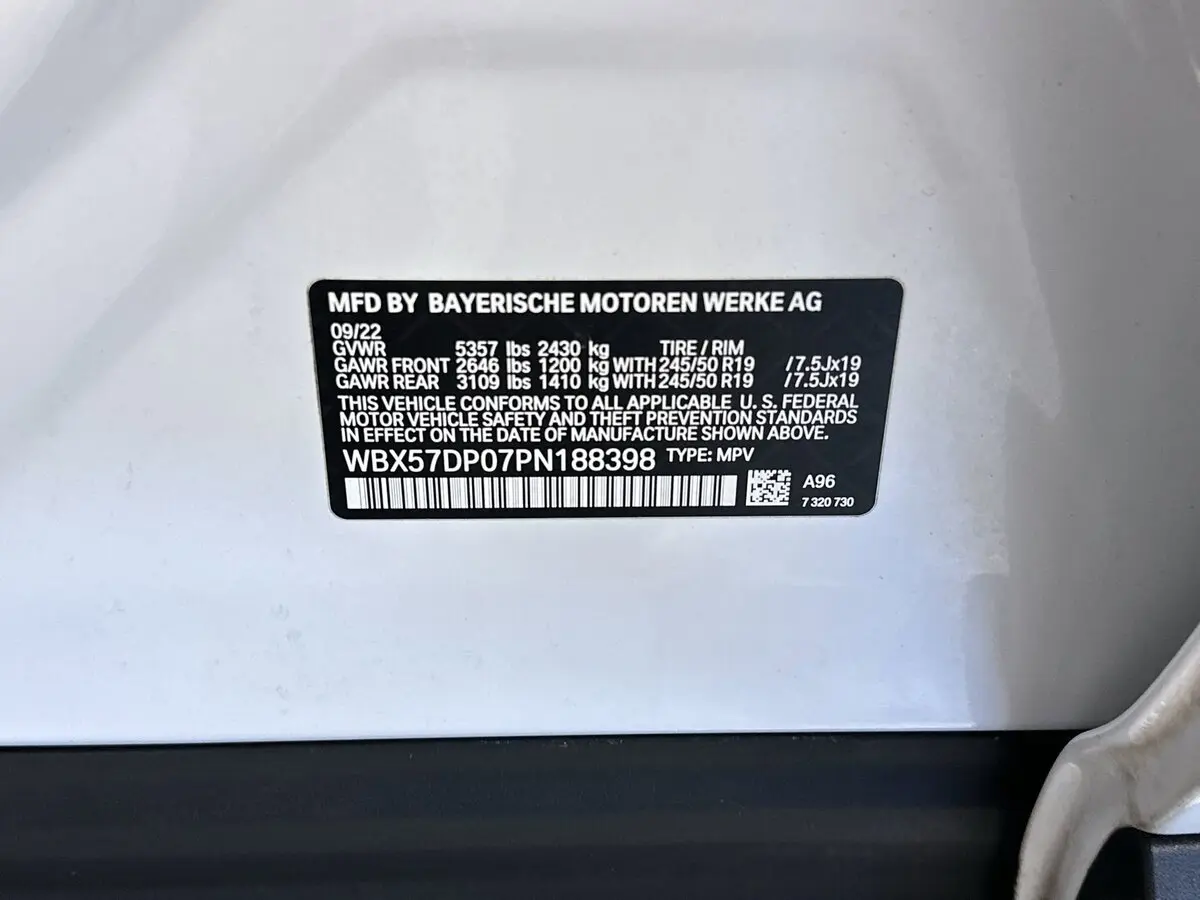 MFD BY BAYERISCHE MOTOREN WERKE AG
09/22
GVWR 5357 lbs 2430 kg TIRE / RIM
GAWR FRONT 2646 lbs 1200 kg WITH 245/50 R19 /7.5Jx19
GAWR REAR 3109 lbs 1410 kg WITH 245/50 R19 /7.5Jx19
THIS VEHICLE CONFORMS TO ALL APPLICABLE U. S. FEDERAL
MOTOR VEHICLE SAFETY AND THEFT PREVENTION STANDARDS
IN EFFECT ON THE DATE OF MANUFACTURE SHOWN ABOVE.
WBX57DP07PN188398 TYPE: MPV
A96
7 320 730